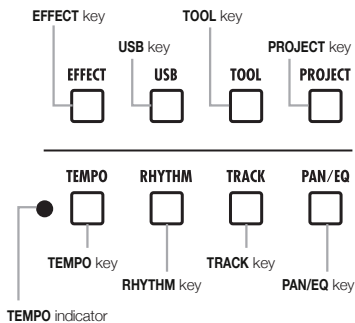 EFFECT key TOOL key
USB key PROJECT key
EFFECT USB TOOL PROJECT
TEMPO RHYTHM TRACK PAN/EQ
TEMPO key TRACK key
RHYTHM key PAN/EQ key
TEMPO indicator